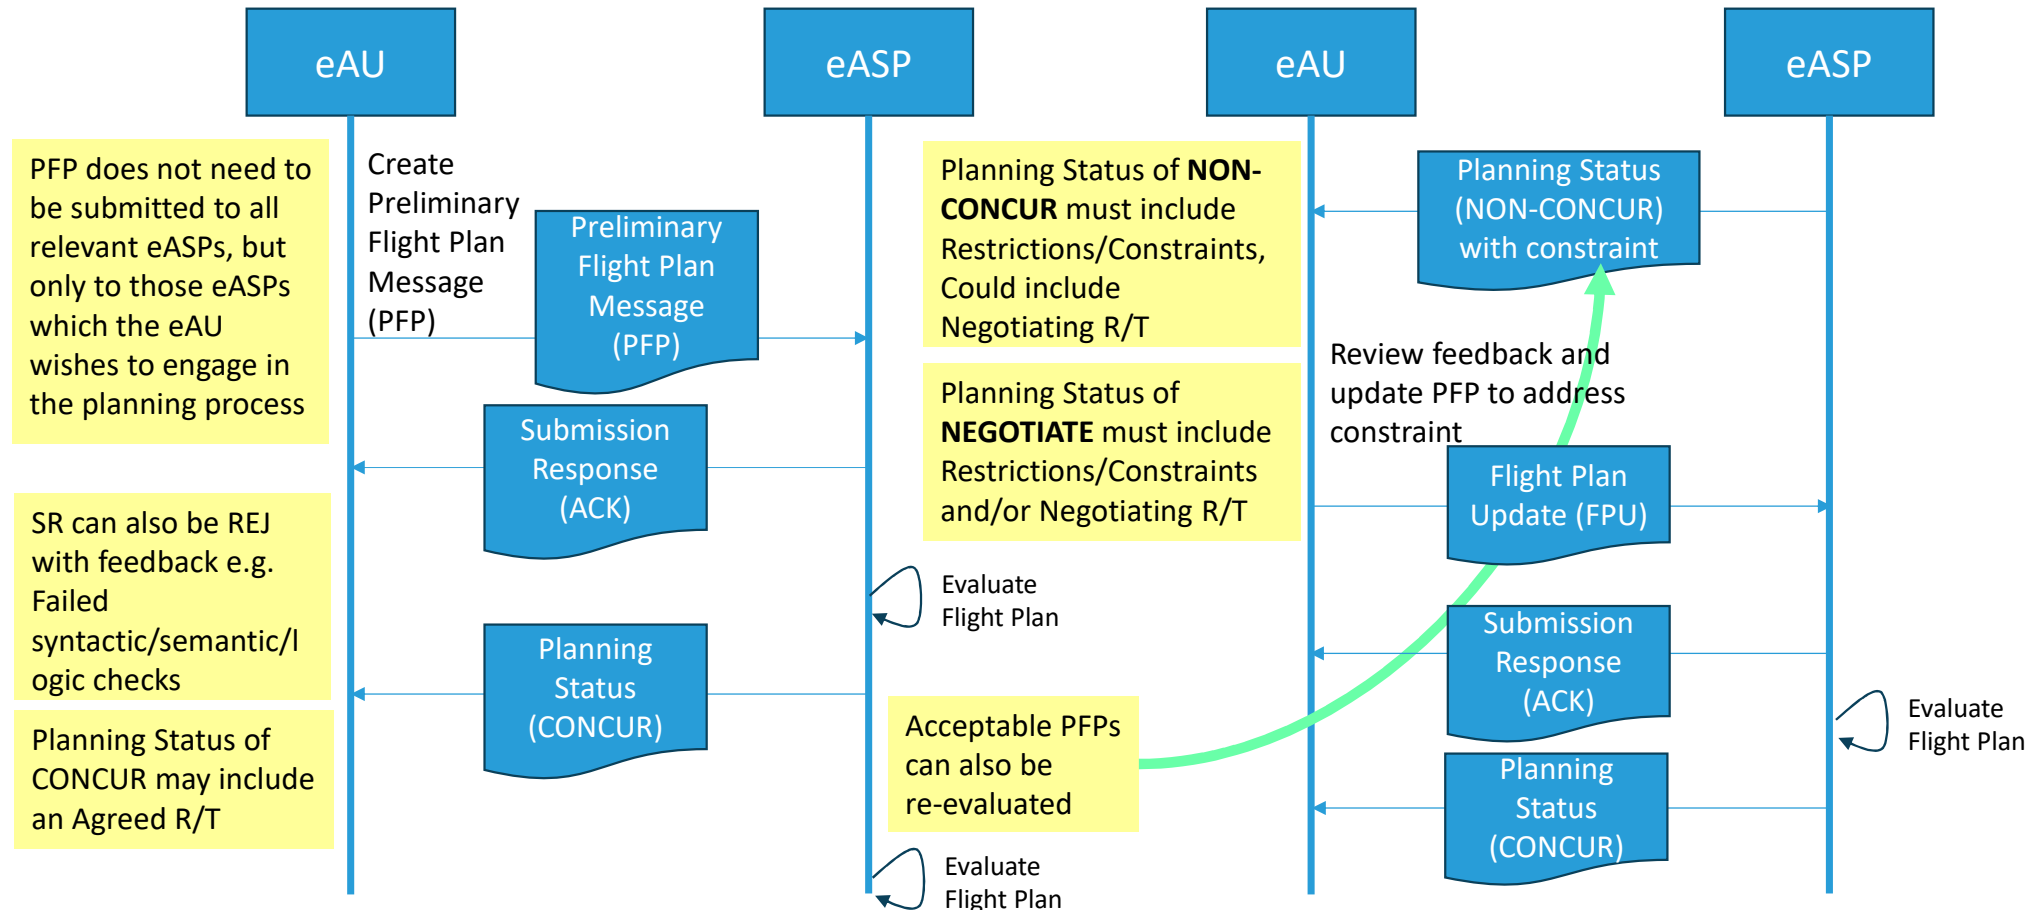 eAU
eASP
eAU
eASP
PFP does not need to
be submitted to all
relevant eASPs, but
only to those eASPs
which the eAU
wishes to engage in
the planning process
Create
Preliminary
Flight Plan
Message
(PFP)
Preliminary
Flight Plan
Message
(PFP)
Submission
Response
(ACK)
SR can also be REJ
with feedback e.g.
Failed
syntactic/semantic/l
ogic checks
Evaluate
Flight Plan
Planning
Status
(CONCUR)
Planning Status of
CONCUR may include
an Agreed R/T
Evaluate
Flight Plan
Planning Status of NON-
CONCUR must include
Restrictions/Constraints,
Could include
Negotiating R/T
Planning Status
(NON-CONCUR)
with constraint
Planning Status of
NEGOTIATE must include
Restrictions/Constraints
and/or Negotiating R/T
Review feedback and
update PFP to address
constraint
Flight Plan
Update (FPU)
Submission
Response
(ACK)
Acceptable PFPs
can also be
re-evaluated
Evaluate
Flight Plan
Planning
Status
(CONCUR)